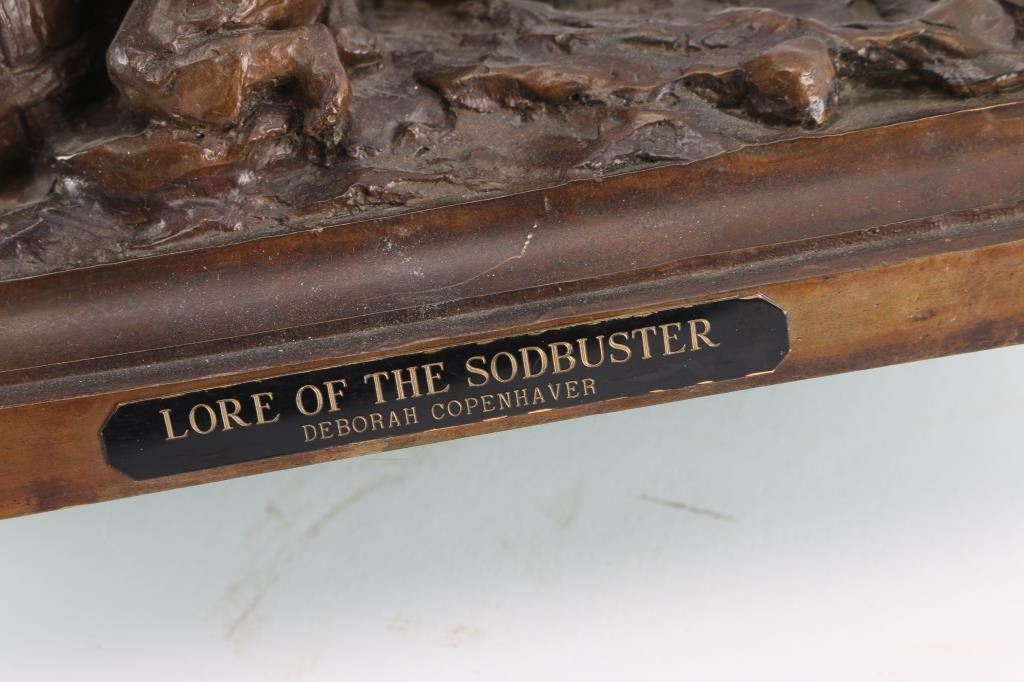 LORE OF THE SODBUSTER
DEBORAH COPENHAVER